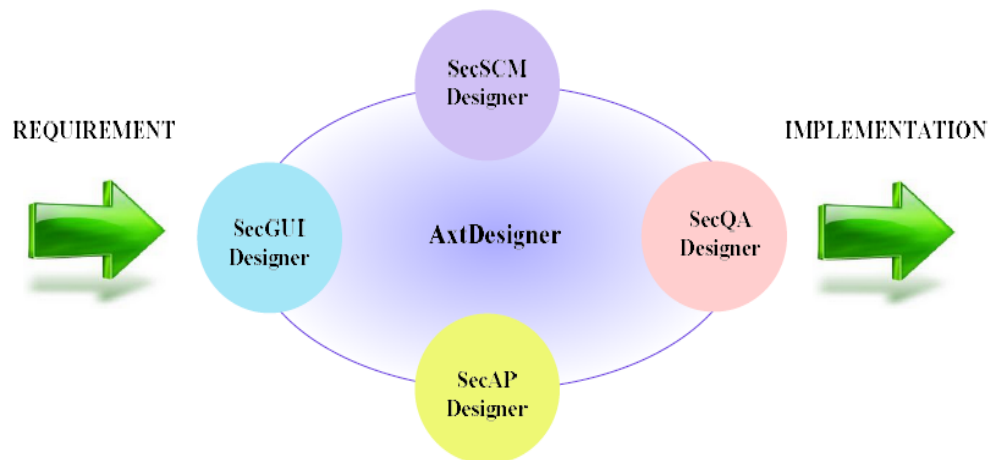 SecSCM
Designer
REQUIREMENT
IMPLEMENTATION
SecGUI
Designer
AxtDesigner
SecQA
Designer
SecAP
Designer